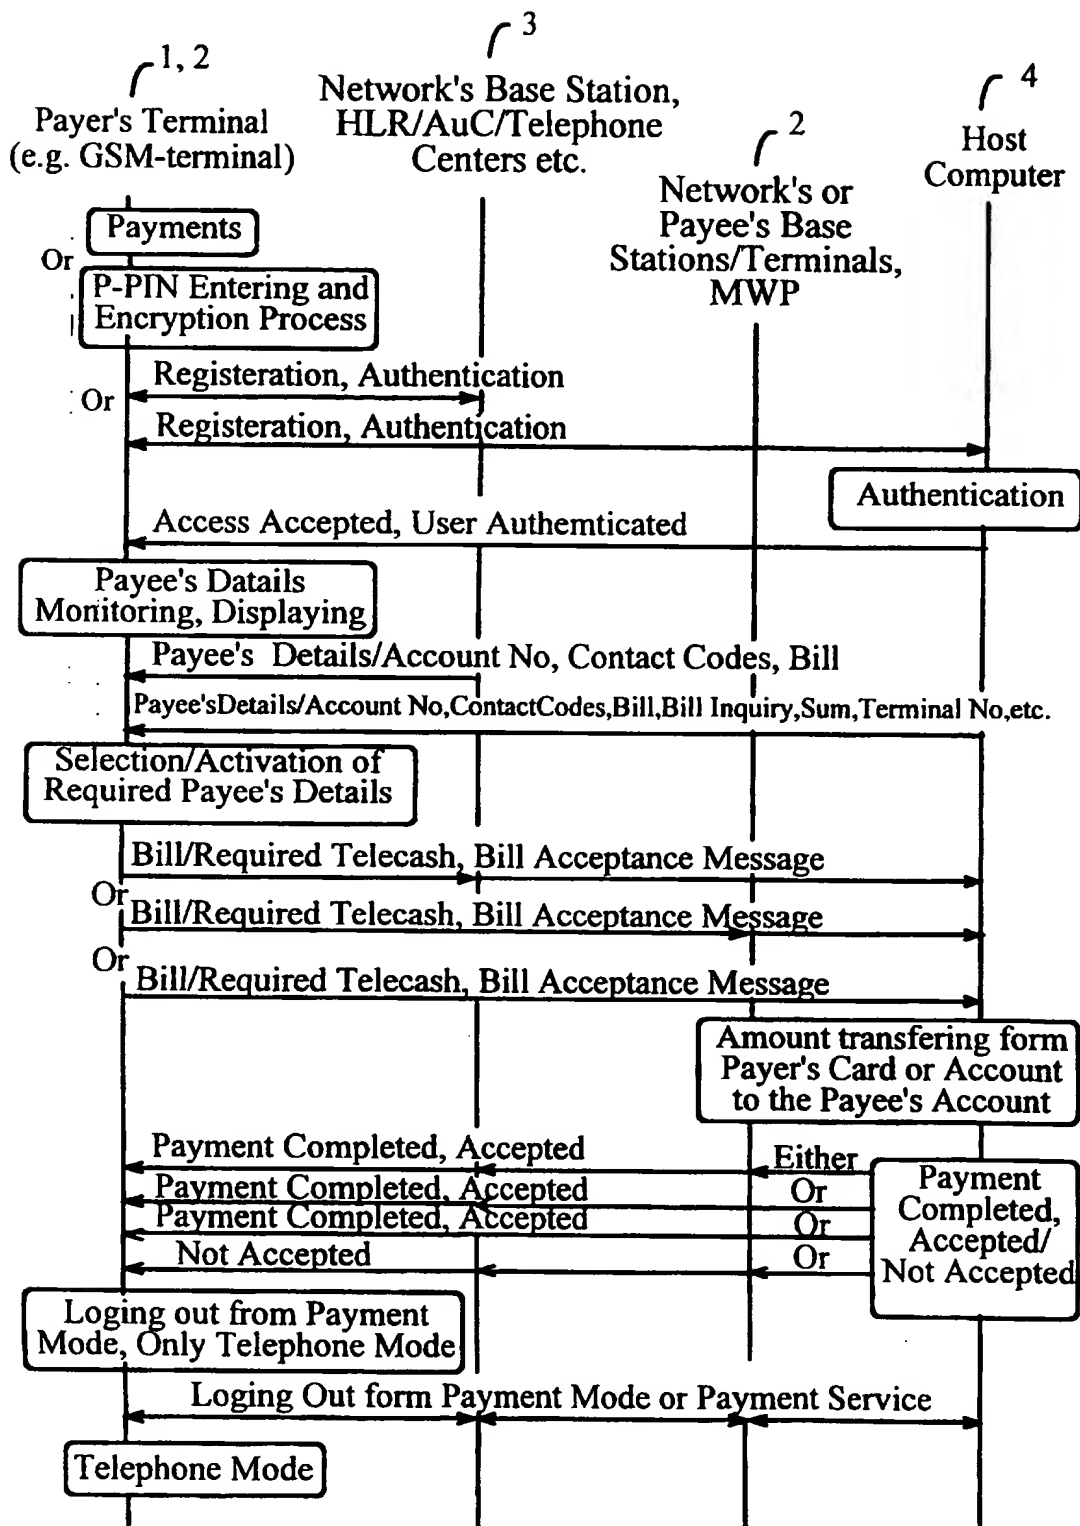 1, 2
3
4
Payer's Terminal
(e.g. GSM-terminal)
Network's Base Station,
HLR/AuC/Telephone
Centers etc.
2
Network's or
Payee's Base
Stations/Terminals,
MWP
Host
Computer
Payments
Or
P-PIN Entering and
Encryption Process
Registeration, Authentication
Or
Registeration, Authentication
Authentication
Access Accepted, User Authemticated
Payee's Datails
Monitoring, Displaying
Payee's Details/Account No, Contact Codes, Bill
Payee'sDetails/Account No,ContactCodes,Bill,Bill Inquiry,Sum,Terminal No,etc.
Selection/Activation of
Required Payee's Details
Bill/Required Telecash, Bill Acceptance Message
Or
Bill/Required Telecash, Bill Acceptance Message
Or
Bill/Required Telecash, Bill Acceptance Message
Amount transfering form
Payer's Card or Account
to the Payee's Account
Payment Completed, Accepted
Either
Payment Completed, Accepted
Or
Payment Completed, Accepted
Or
Not Accepted
Or
Payment
Completed,
Accepted/
Not Accepted
Loging out from Payment
Mode, Only Telephone Mode
Loging Out form Payment Mode or Payment Service
Telephone Mode